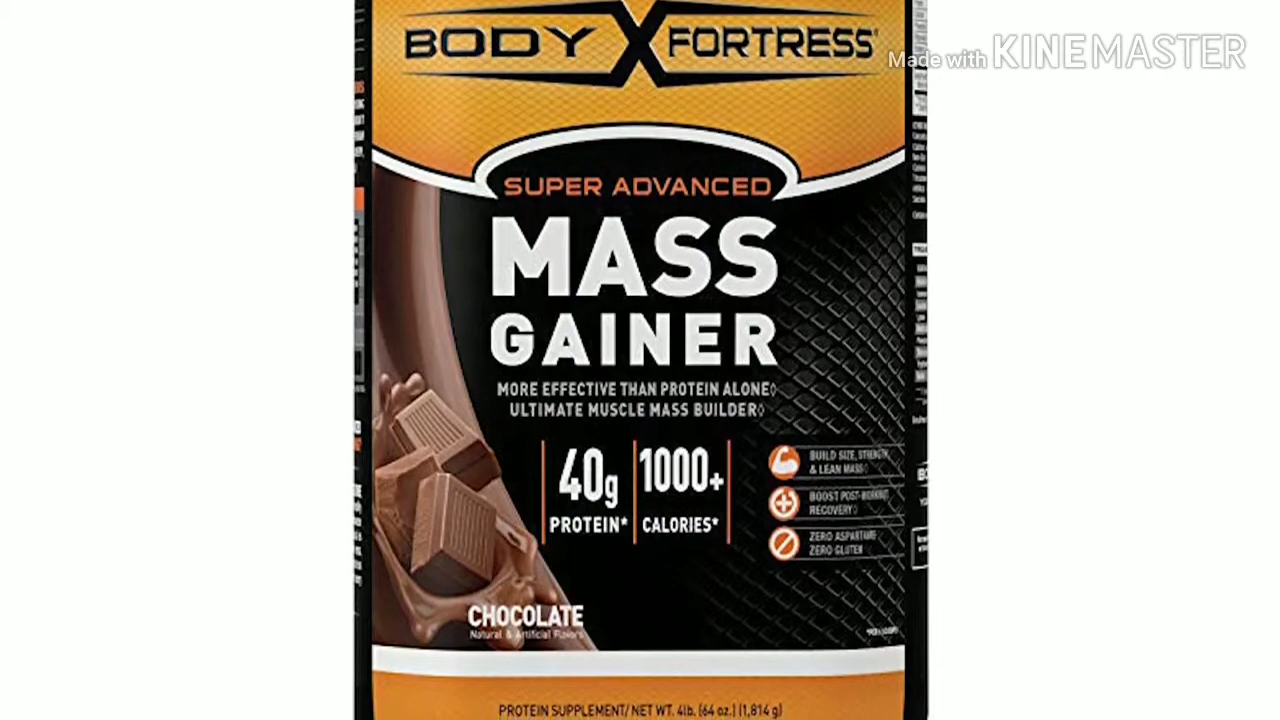 BODY X FORTRESS®
Made with KINEMASTER
SUPER ADVANCED
MASS
GAINER
MORE EFFECTIVE THAN PROTEIN ALONE◊
ULTIMATE MUSCLE MASS BUILDER◊
40g
PROTEIN*
1000+
CALORIES*
BUILD SIZE, STRENGTH
& LEAN MASS◊
BOOST POST-WORKOUT
RECOVERY◊
ZERO ASPARTAME
ZERO GLUTEN
CHOCOLATE
Natural & Artificial Flavors
PROTEIN SUPPLEMENT/ NET WT. 4lb. (64 oz.) (1,814 g)